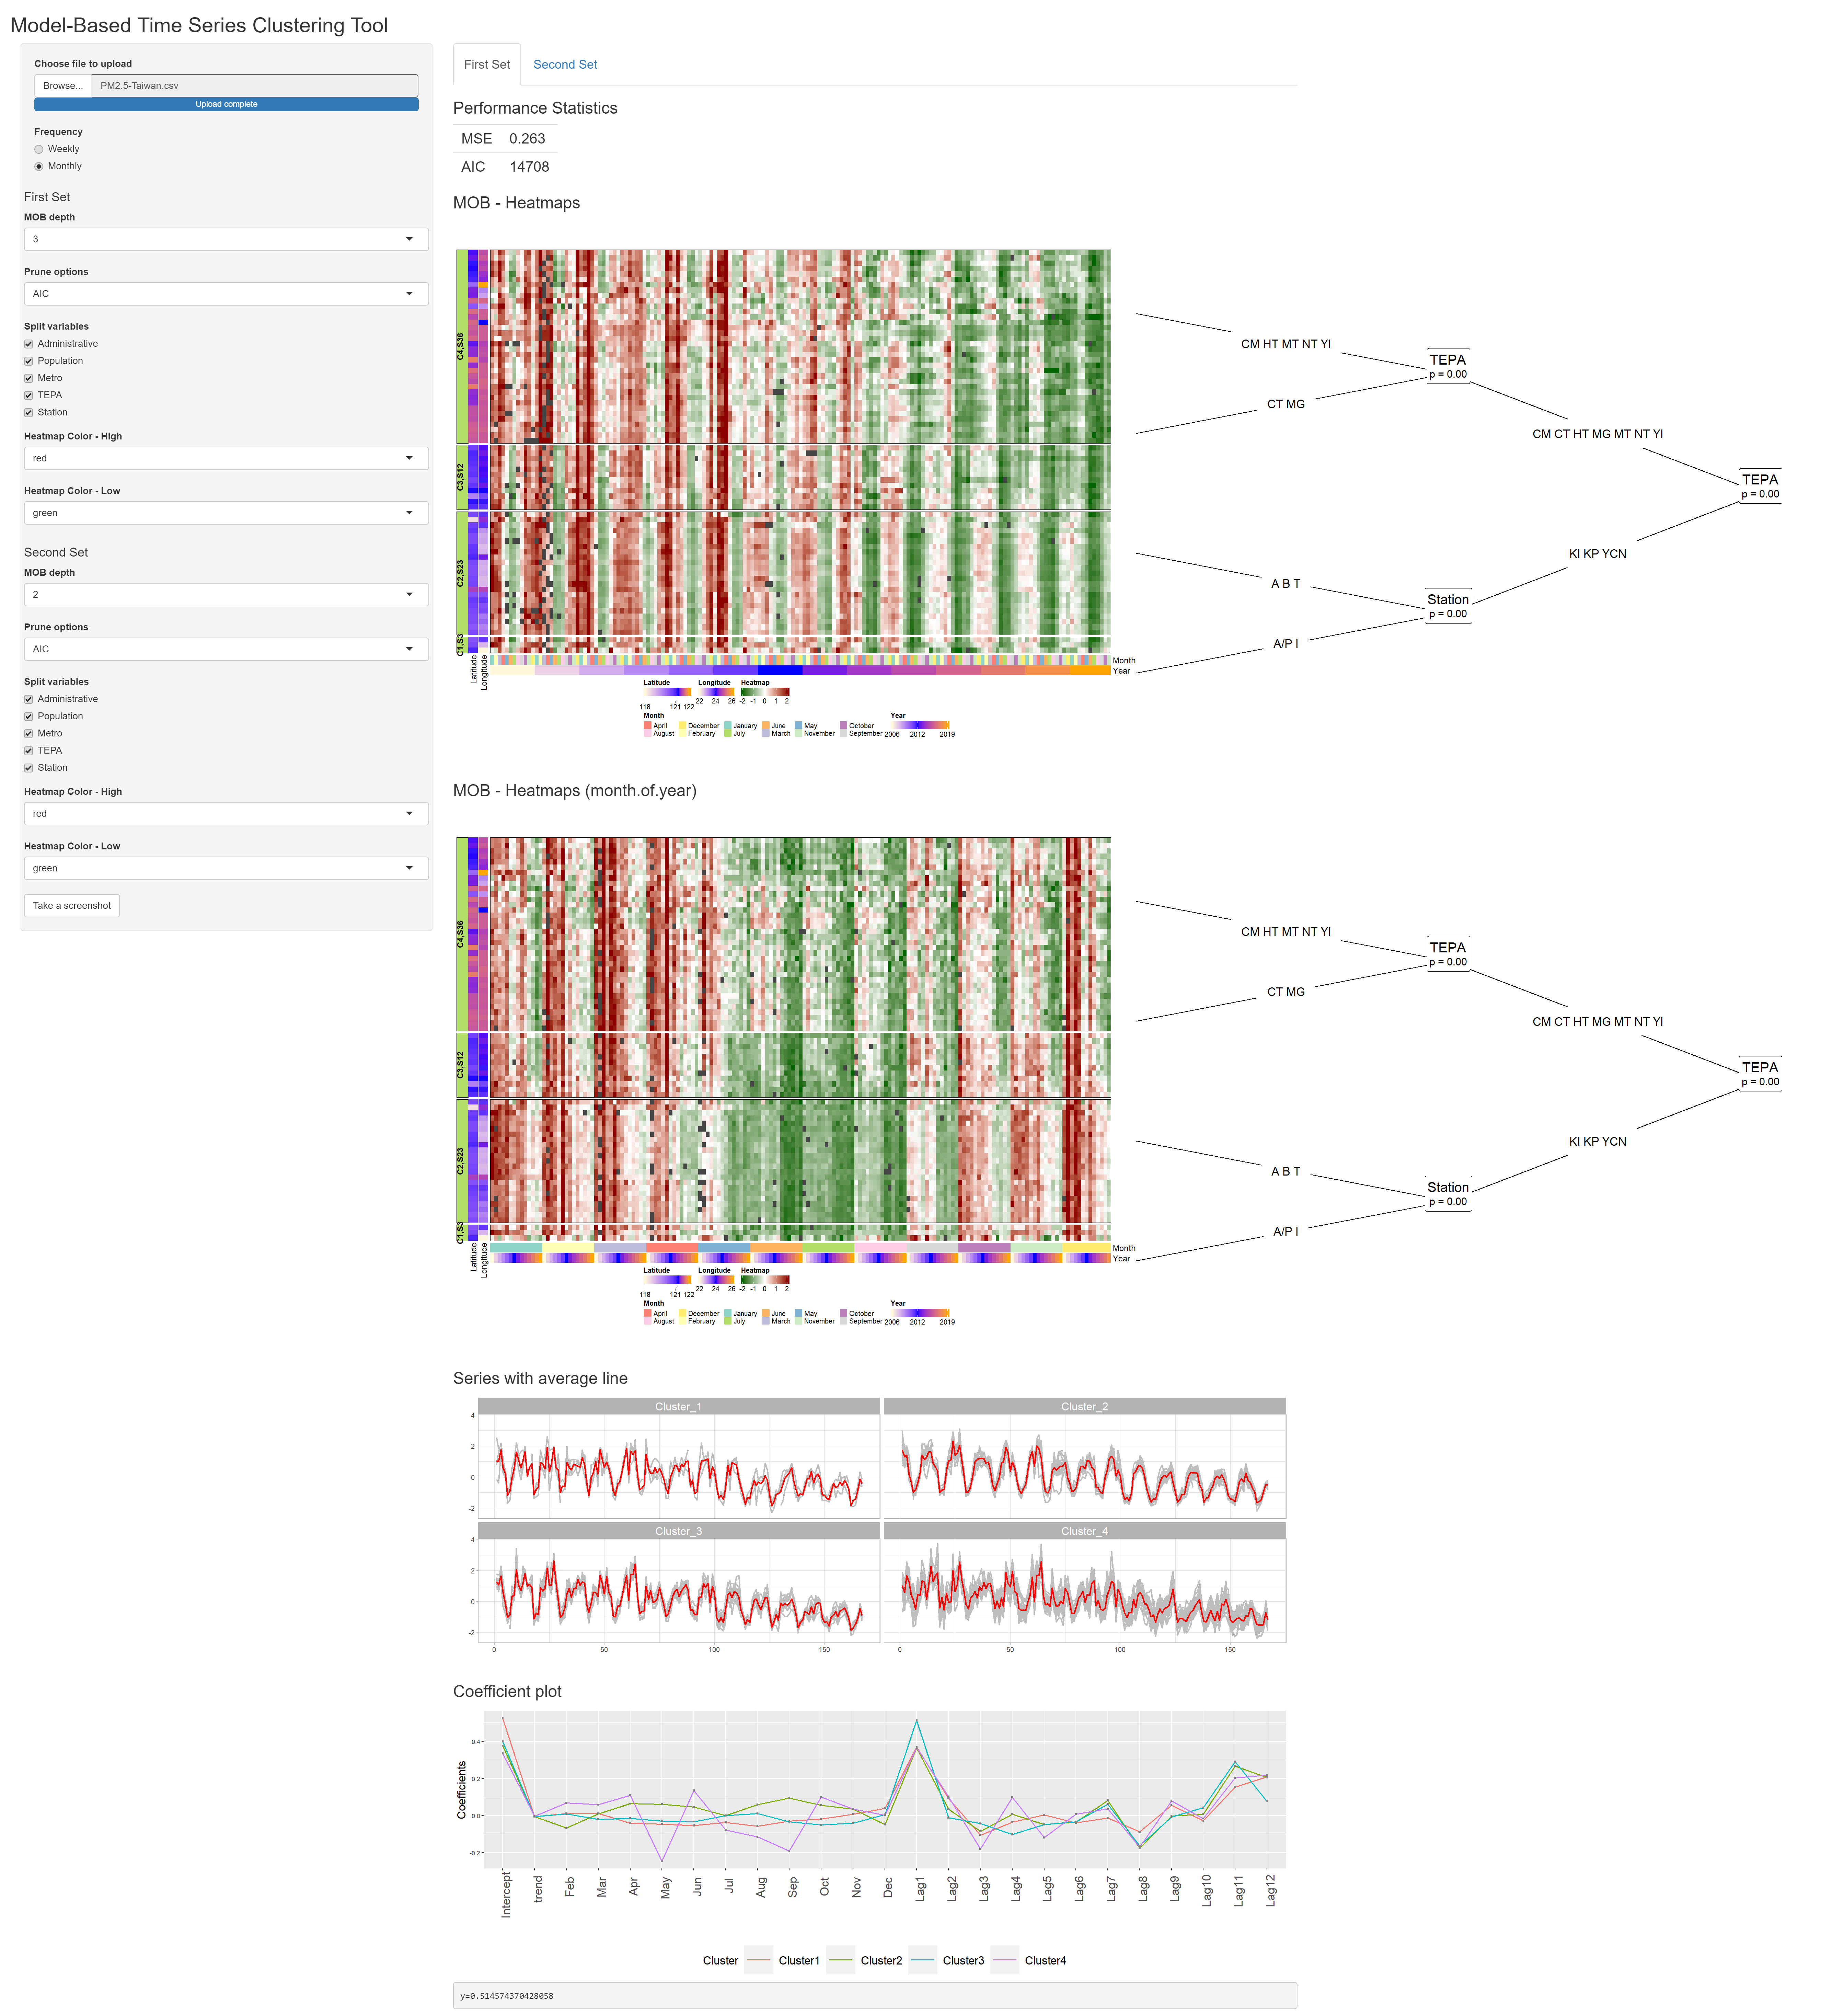 Model-Based Time Series Clustering Tool
Choose file to upload
Browse... PM2.5-Taiwan.csv
Upload complete
Frequency
Weekly
Monthly
First Set
MOB depth
3
Prune options
AIC
Split variables
Administrative
Population
Metro
TEPA
Station
Heatmap Color - High
red
Heatmap Color - Low
green
Second Set
MOB depth
2
Prune options
AIC
Split variables
Administrative
Population
Metro
TEPA
Station
Heatmap Color - High
red
Heatmap Color - Low
green
Take a screenshot
First Set Second Set
Performance Statistics
MSE 0.263
AIC 14708
MOB - Heatmaps
C4,S36
C3,S12
C2,S23
C1,S3
Latitude
Longitude
Month
Year
CM HT MT NT YI
CT MG
TEPA
p = 0.00
CM CT HT MG MT NT YI
TEPA
p = 0.00
KI KP YCN
A B T
Station
p = 0.00
A/P I
Latitude Longitude Heatmap
118 121 122 22 24 26 -2 -1 0 1 2
Month Year
April December January June May October
August February July March November September 2006 2012 2019
MOB - Heatmaps (month.of.year)
C4,S36
C3,S12
C2,S23
C1,S3
Latitude
Longitude
Month
Year
CM HT MT NT YI
CT MG
TEPA
p = 0.00
CM CT HT MG MT NT YI
TEPA
p = 0.00
KI KP YCN
A B T
Station
p = 0.00
A/P I
Latitude Longitude Heatmap
118 121 122 22 24 26 -2 -1 0 1 2
Month Year
April December January June May October
August February July March November September 2006 2012 2019
Series with average line
Cluster_1 Cluster_2
4
2
0
-2
Cluster_3 Cluster_4
4
2
0
-2
0 50 100 150 0 50 100 150
Coefficient plot
Coefficients
0.4
0.2
0.0
-0.2
Intercept trend Feb Mar Apr May Jun Jul Aug Sep Oct Nov Dec Lag1 Lag2 Lag3 Lag4 Lag5 Lag6 Lag7 Lag8 Lag9 Lag10 Lag11 Lag12
Cluster Cluster1 Cluster2 Cluster3 Cluster4
y=0.514574370428058